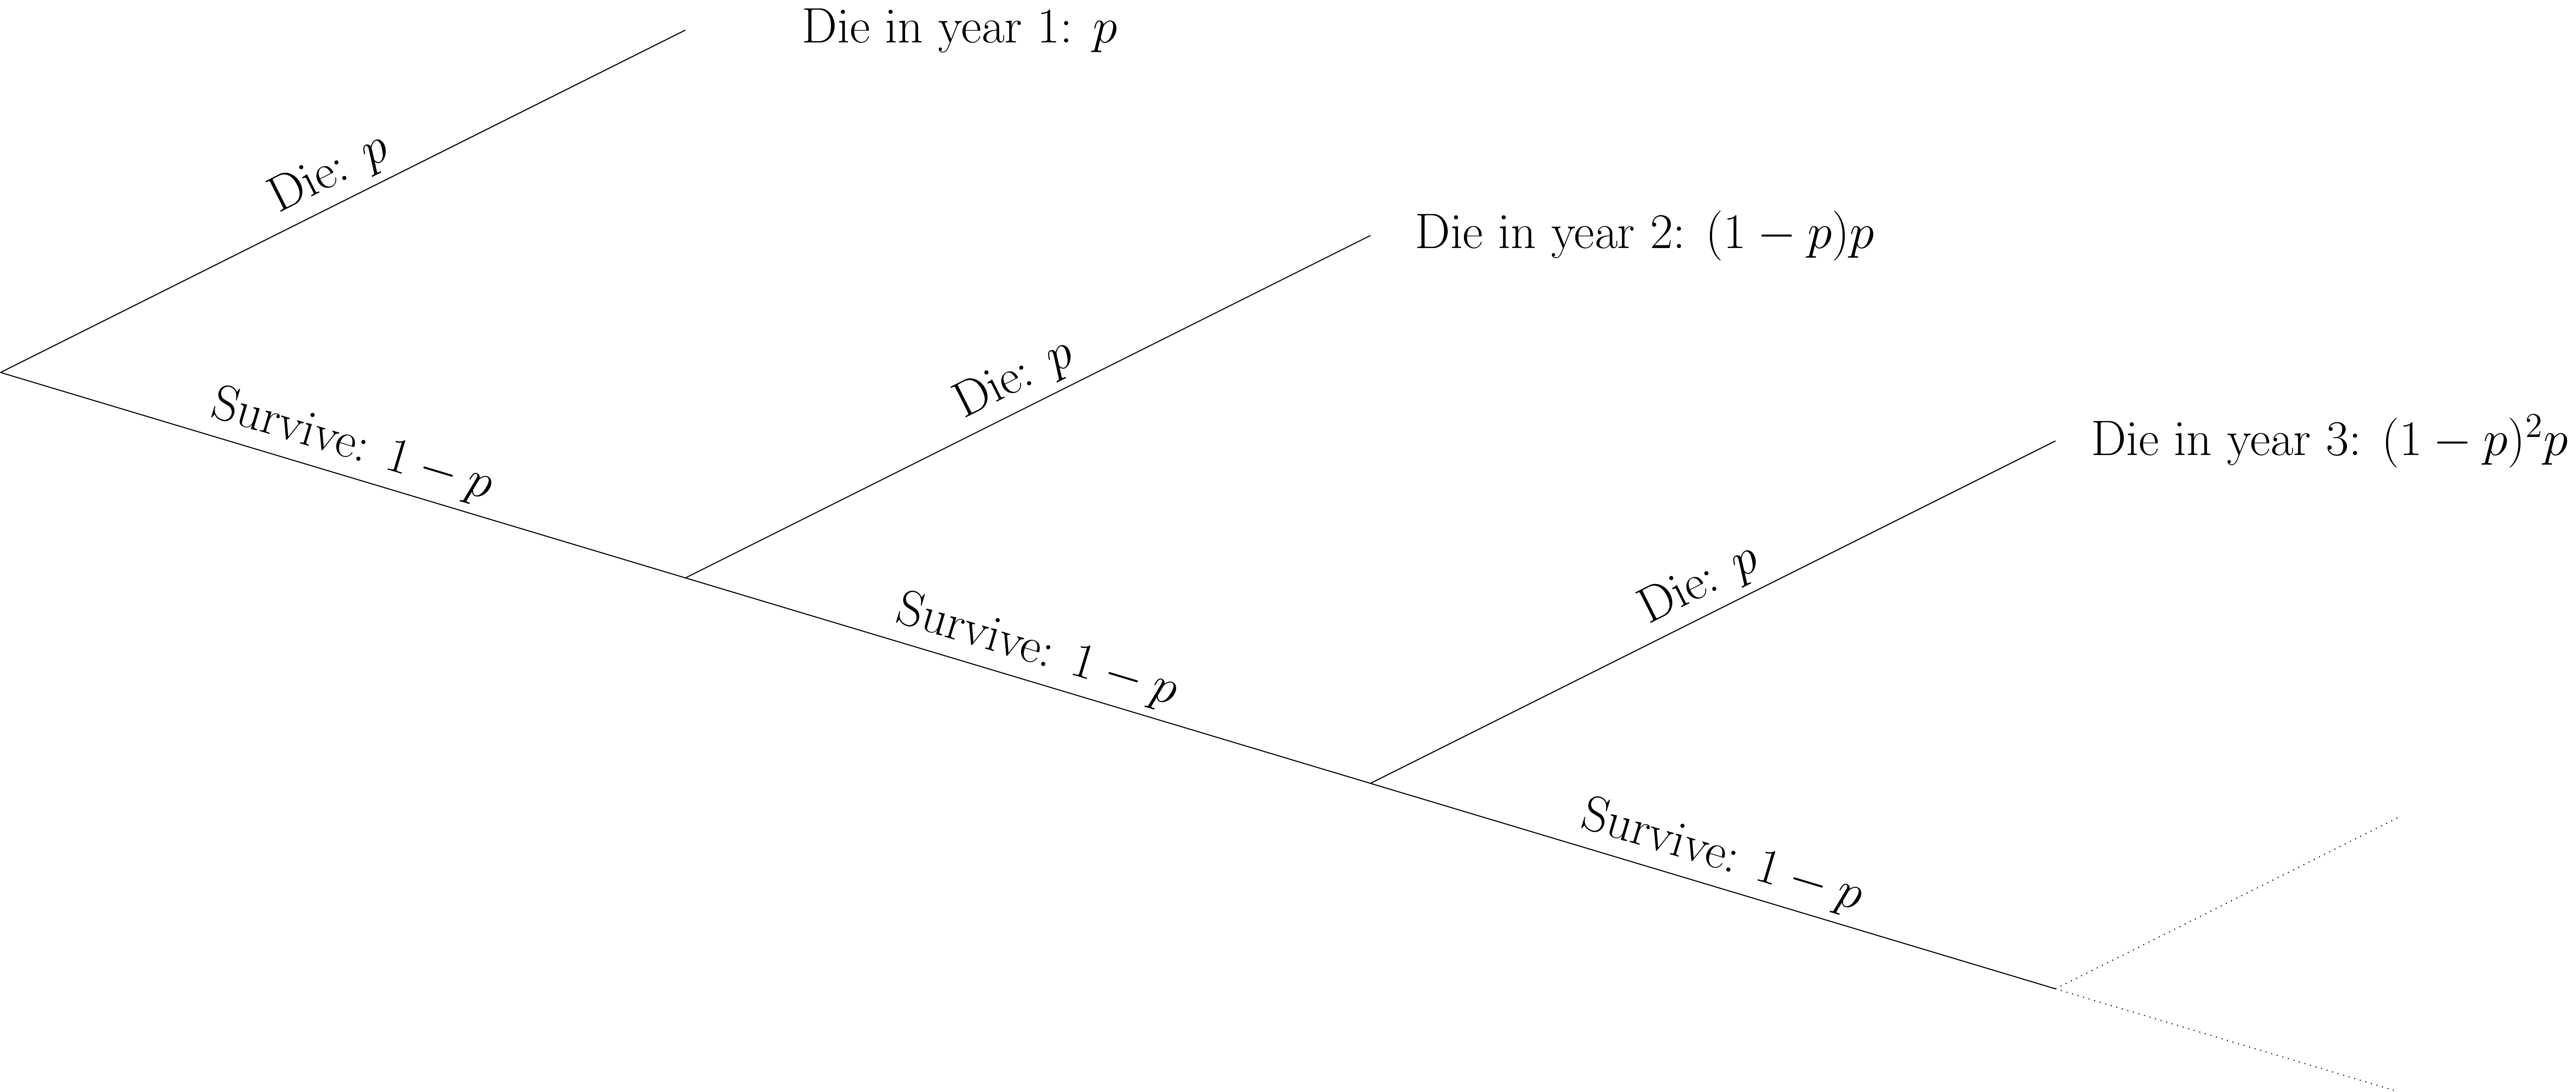 Die in year 1: p
Die: p
Die in year 2: (1 − p)p
Die: p
Survive: 1 − p
Die in year 3: (1 − p)²p
Die: p
Survive: 1 − p
Survive: 1 − p